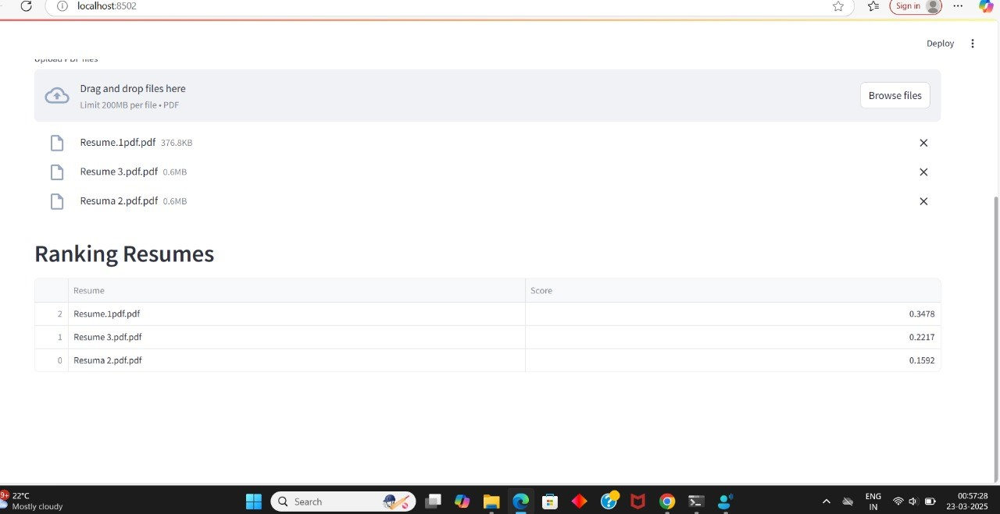 localhost:8502
Sign in
Deploy
Upload PDF files
Drag and drop files here
Limit 200MB per file • PDF
Browse files
Resume.1pdf.pdf 376.8KB
Resume 3.pdf.pdf 0.6MB
Resuma 2.pdf.pdf 0.6MB
Ranking Resumes
Resume Score
2 Resume.1pdf.pdf 0.3478
1 Resume 3.pdf.pdf 0.2217
0 Resuma 2.pdf.pdf 0.1592
9+
22°C
Mostly cloudy
Search
ENG
IN
00:57:28
23-03-2025